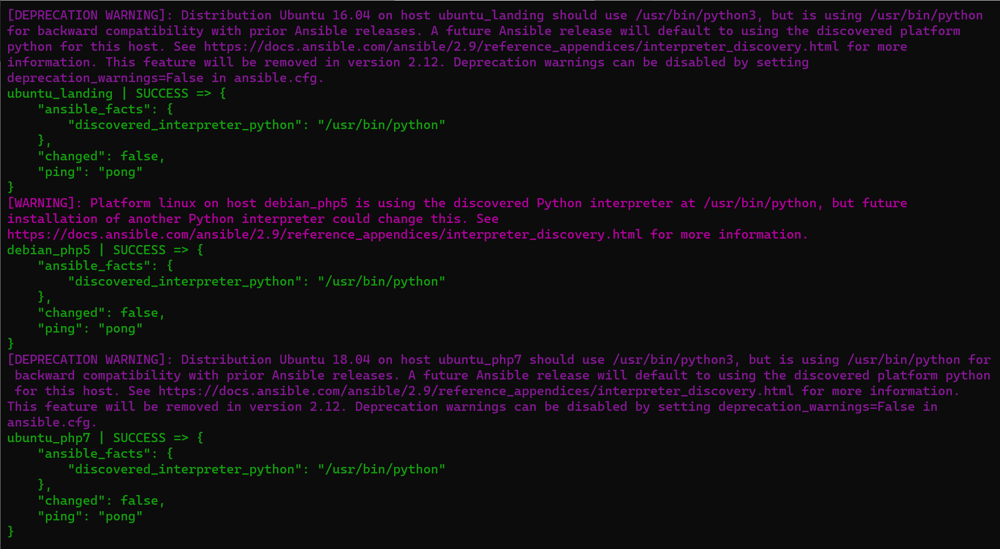 [DEPRECATION WARNING]: Distribution Ubuntu 16.04 on host ubuntu_landing should use /usr/bin/python3, but is using /usr/bin/python
for backward compatibility with prior Ansible releases. A future Ansible release will default to using the discovered platform
python for this host. See https://docs.ansible.com/ansible/2.9/reference_appendices/interpreter_discovery.html for more
information. This feature will be removed in version 2.12. Deprecation warnings can be disabled by setting
deprecation_warnings=False in ansible.cfg.
ubuntu_landing | SUCCESS => {
    "ansible_facts": {
        "discovered_interpreter_python": "/usr/bin/python"
    },
    "changed": false,
    "ping": "pong"
}
[WARNING]: Platform linux on host debian_php5 is using the discovered Python interpreter at /usr/bin/python, but future
installation of another Python interpreter could change this. See
https://docs.ansible.com/ansible/2.9/reference_appendices/interpreter_discovery.html for more information.
debian_php5 | SUCCESS => {
    "ansible_facts": {
        "discovered_interpreter_python": "/usr/bin/python"
    },
    "changed": false,
    "ping": "pong"
}
[DEPRECATION WARNING]: Distribution Ubuntu 18.04 on host ubuntu_php7 should use /usr/bin/python3, but is using /usr/bin/python for
 backward compatibility with prior Ansible releases. A future Ansible release will default to using the discovered platform python
 for this host. See https://docs.ansible.com/ansible/2.9/reference_appendices/interpreter_discovery.html for more information.
This feature will be removed in version 2.12. Deprecation warnings can be disabled by setting deprecation_warnings=False in
ansible.cfg.
ubuntu_php7 | SUCCESS => {
    "ansible_facts": {
        "discovered_interpreter_python": "/usr/bin/python"
    },
    "changed": false,
    "ping": "pong"
}